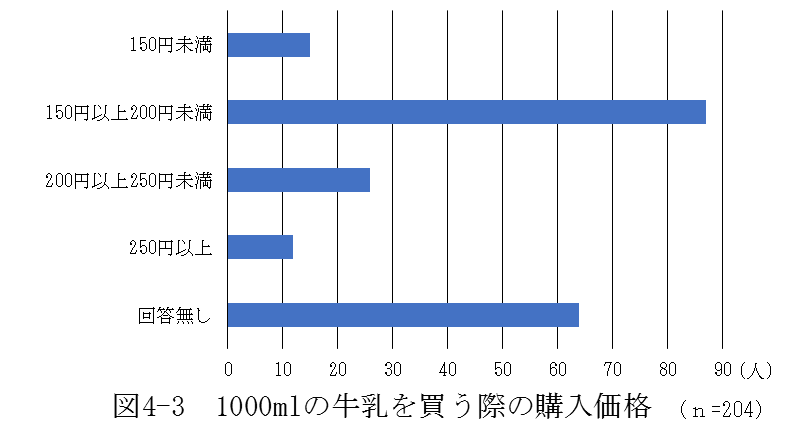 150円未満
150円以上200円未満
200円以上250円未満
250円以上
回答無し
0 10 20 30 40 50 60 70 80 90 (人)
図4-3 1000mlの牛乳を買う際の購入価格 (n=204)